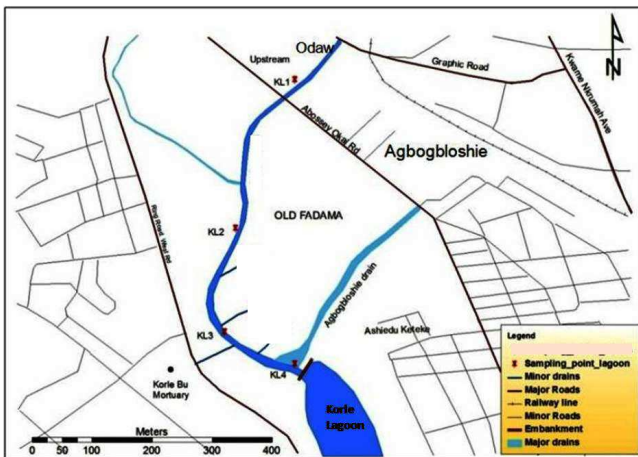 Odaw
Upstream
KL1
Graphic Road
Kwame Nkrumah Ave
N
Abossey Okai Rd
Agbogbloshie
OLD FADAMA
KL2
Ring Road West Rd
Agbogbloshie drain
KL3
Ashiedu Keteke
KL4
Korle Bu
Mortuary
Korle
Lagoon
Meters
0 50 100 200 300 400
Legend
Sampling_point_lagoon
Minor drains
Major Roads
Railway line
Minor Roads
Embankment
Major drains